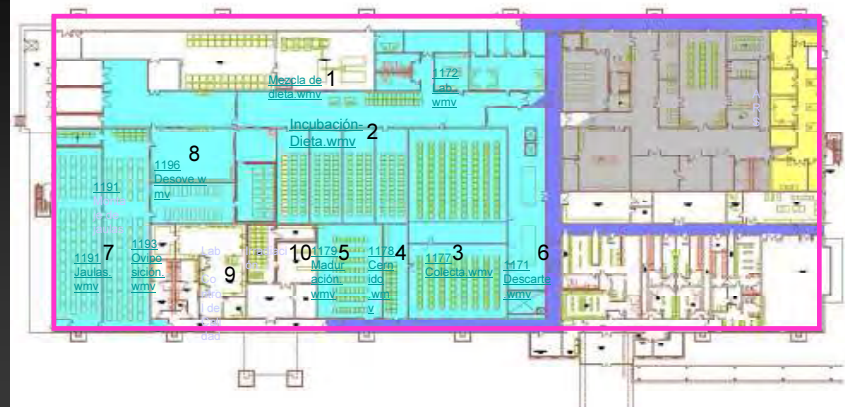 1
Mezcla de
dieta.wmv
1172
Lab.
wmv
Incubación-
Dieta.wmv
2
8
1196
Desove.w
mv
1191
7
1191
Jaulas.
wmv
1193
Ovipo
sición.
wmv
Lab
9
10
1179
Madur
ación.
wmv
5
1178
Cern
ido
.wm
v
4
3
1177
Colecta.wmv
6
1171
Descarte
.wmv